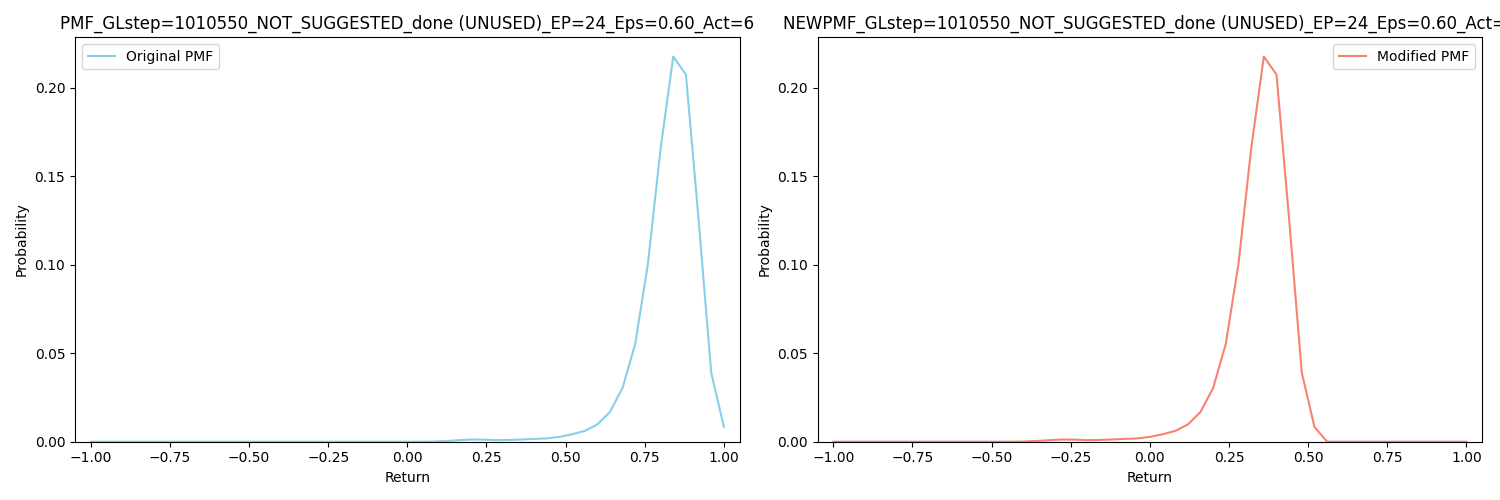 PMF_GLstep=1010550_NOT_SUGGESTED_done (UNUSED)_EP=24_Eps=0.60_Act=6
Original PMF
Probability
0.20
0.15
0.10
0.05
0.00
−1.00 −0.75 −0.50 −0.25 0.00 0.25 0.50 0.75 1.00
Return
NEWPMF_GLstep=1010550_NOT_SUGGESTED_done (UNUSED)_EP=24_Eps=0.60_Act=
Modified PMF
Probability
0.20
0.15
0.10
0.05
0.00
−1.00 −0.75 −0.50 −0.25 0.00 0.25 0.50 0.75 1.00
Return